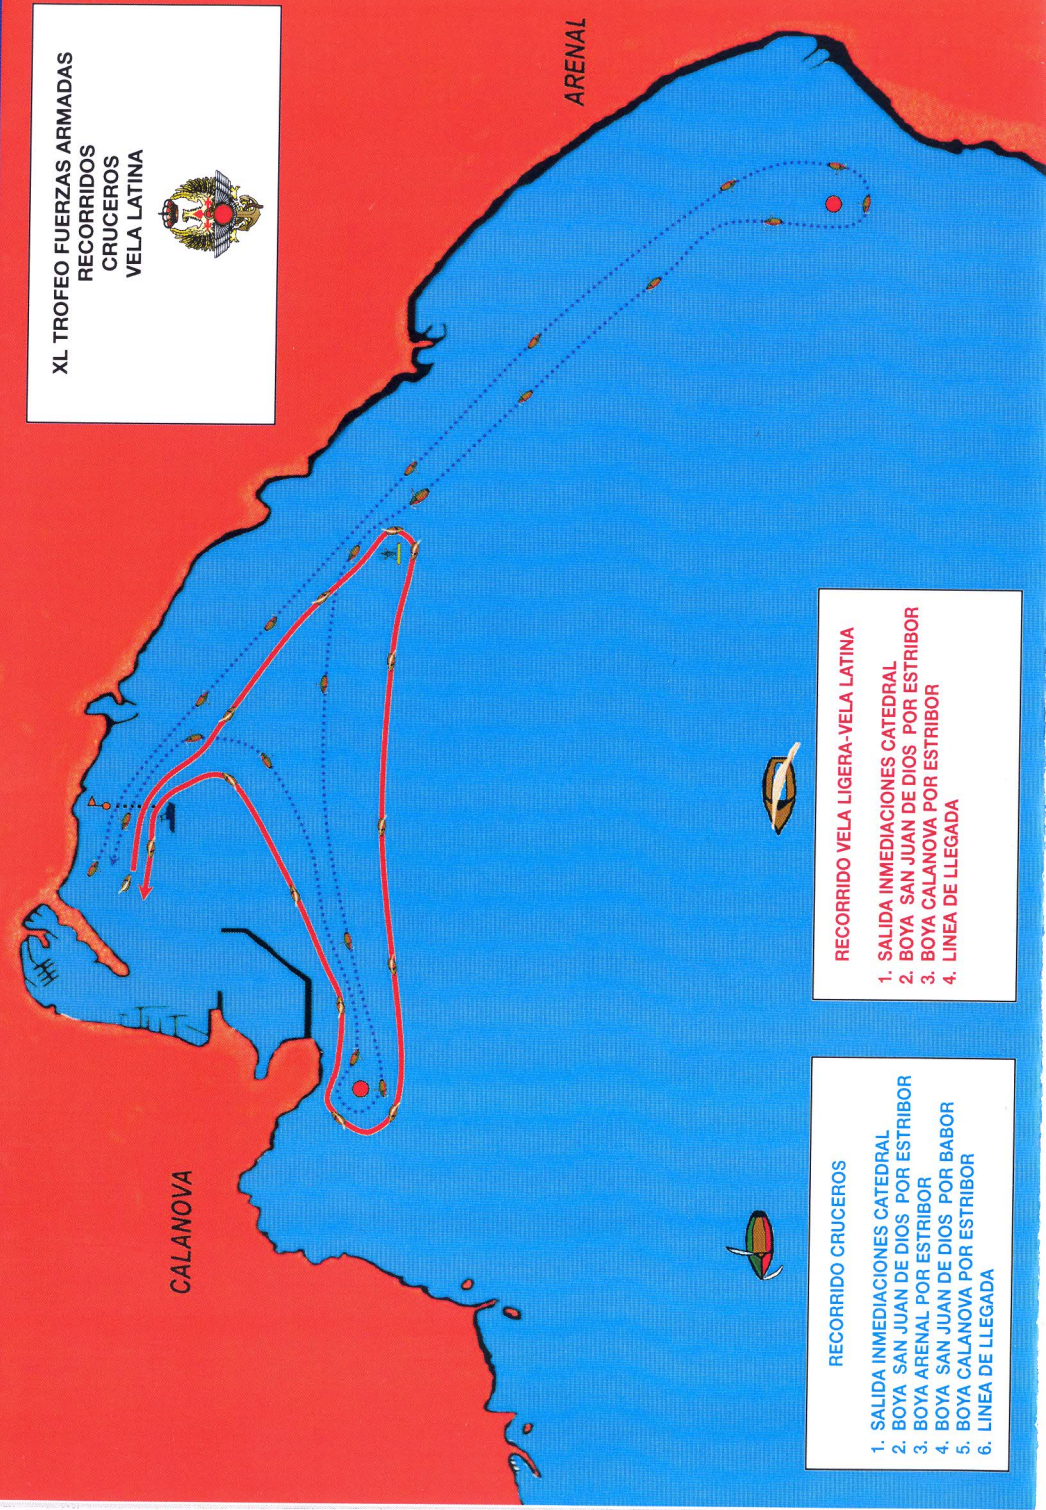 XL TROFEO FUERZAS ARMADAS
RECORRIDOS
CRUCEROS
VELA LATINA
CALANOVA
ARENAL
RECORRIDO CRUCEROS
1. SALIDA INMEDIACIONES CATEDRAL
2. BOYA SAN JUAN DE DIOS POR ESTRIBOR
3. BOYA ARENAL POR ESTRIBOR
4. BOYA SAN JUAN DE DIOS POR BABOR
5. BOYA CALANOVA POR ESTRIBOR
6. LINEA DE LLEGADA
RECORRIDO VELA LIGERA-VELA LATINA
1. SALIDA INMEDIACIONES CATEDRAL
2. BOYA SAN JUAN DE DIOS POR ESTRIBOR
3. BOYA CALANOVA POR ESTRIBOR
4. LINEA DE LLEGADA